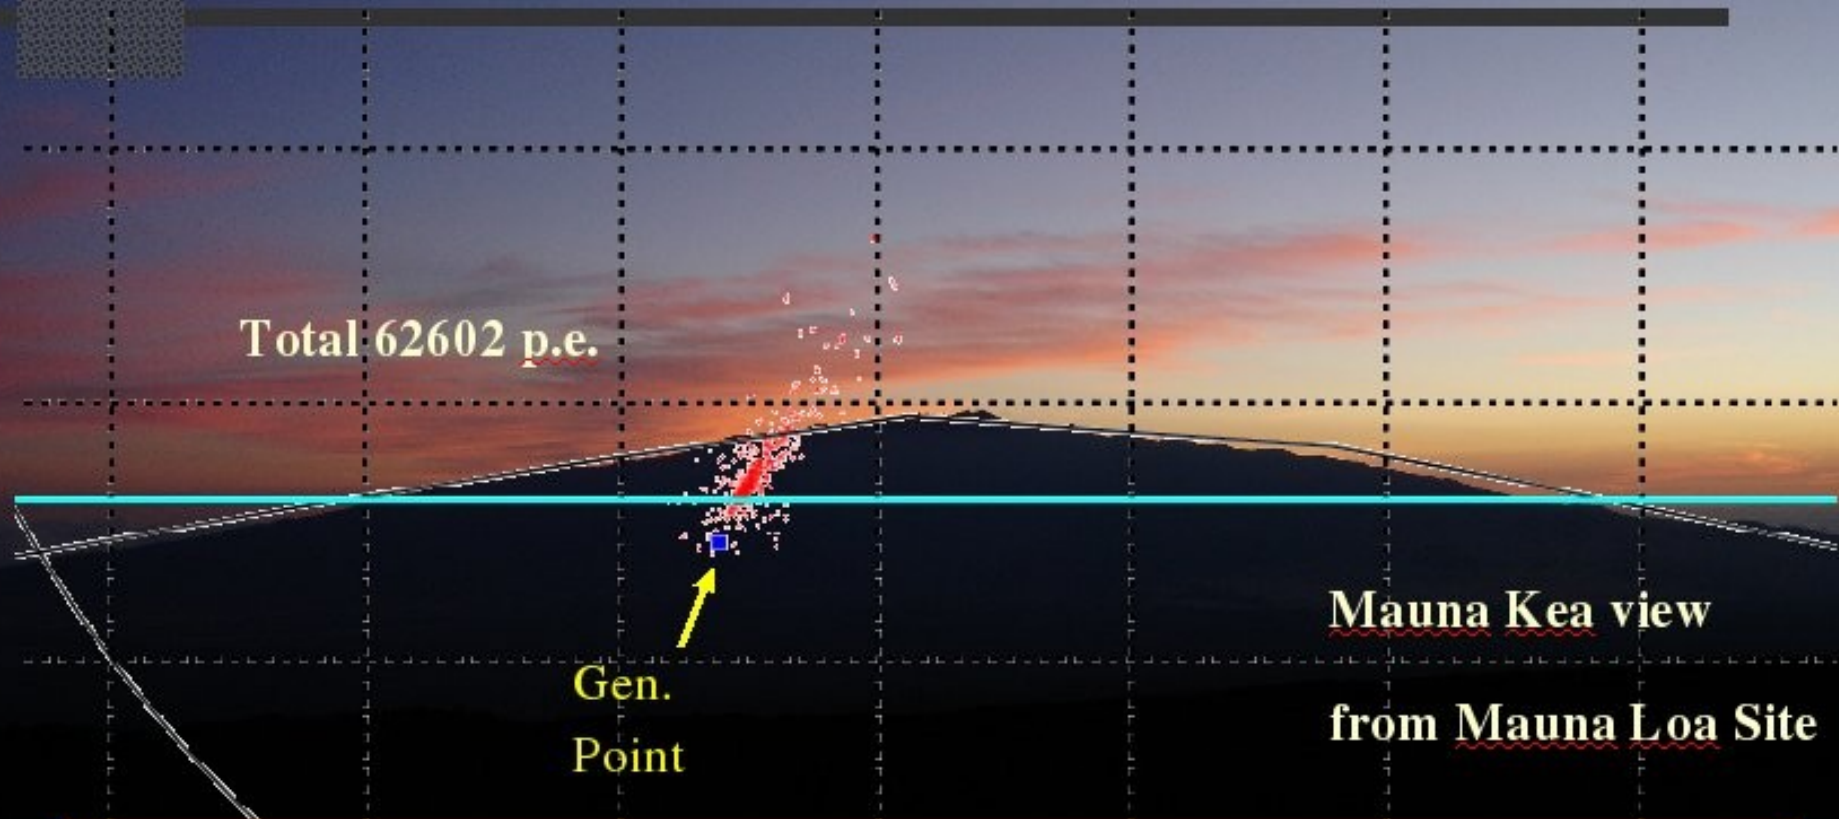 Total 62602 p.e.
Gen.
Point
Mauna Kea view
from Mauna Loa Site